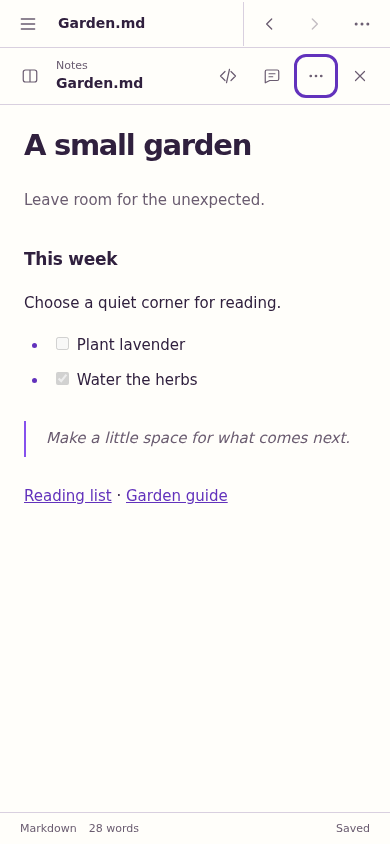 Garden.md
Notes
Garden.md
A small garden
Leave room for the unexpected.
This week
Choose a quiet corner for reading.
Plant lavender
Water the herbs
Make a little space for what comes next.
Reading list · Garden guide
Markdown 28 words Saved